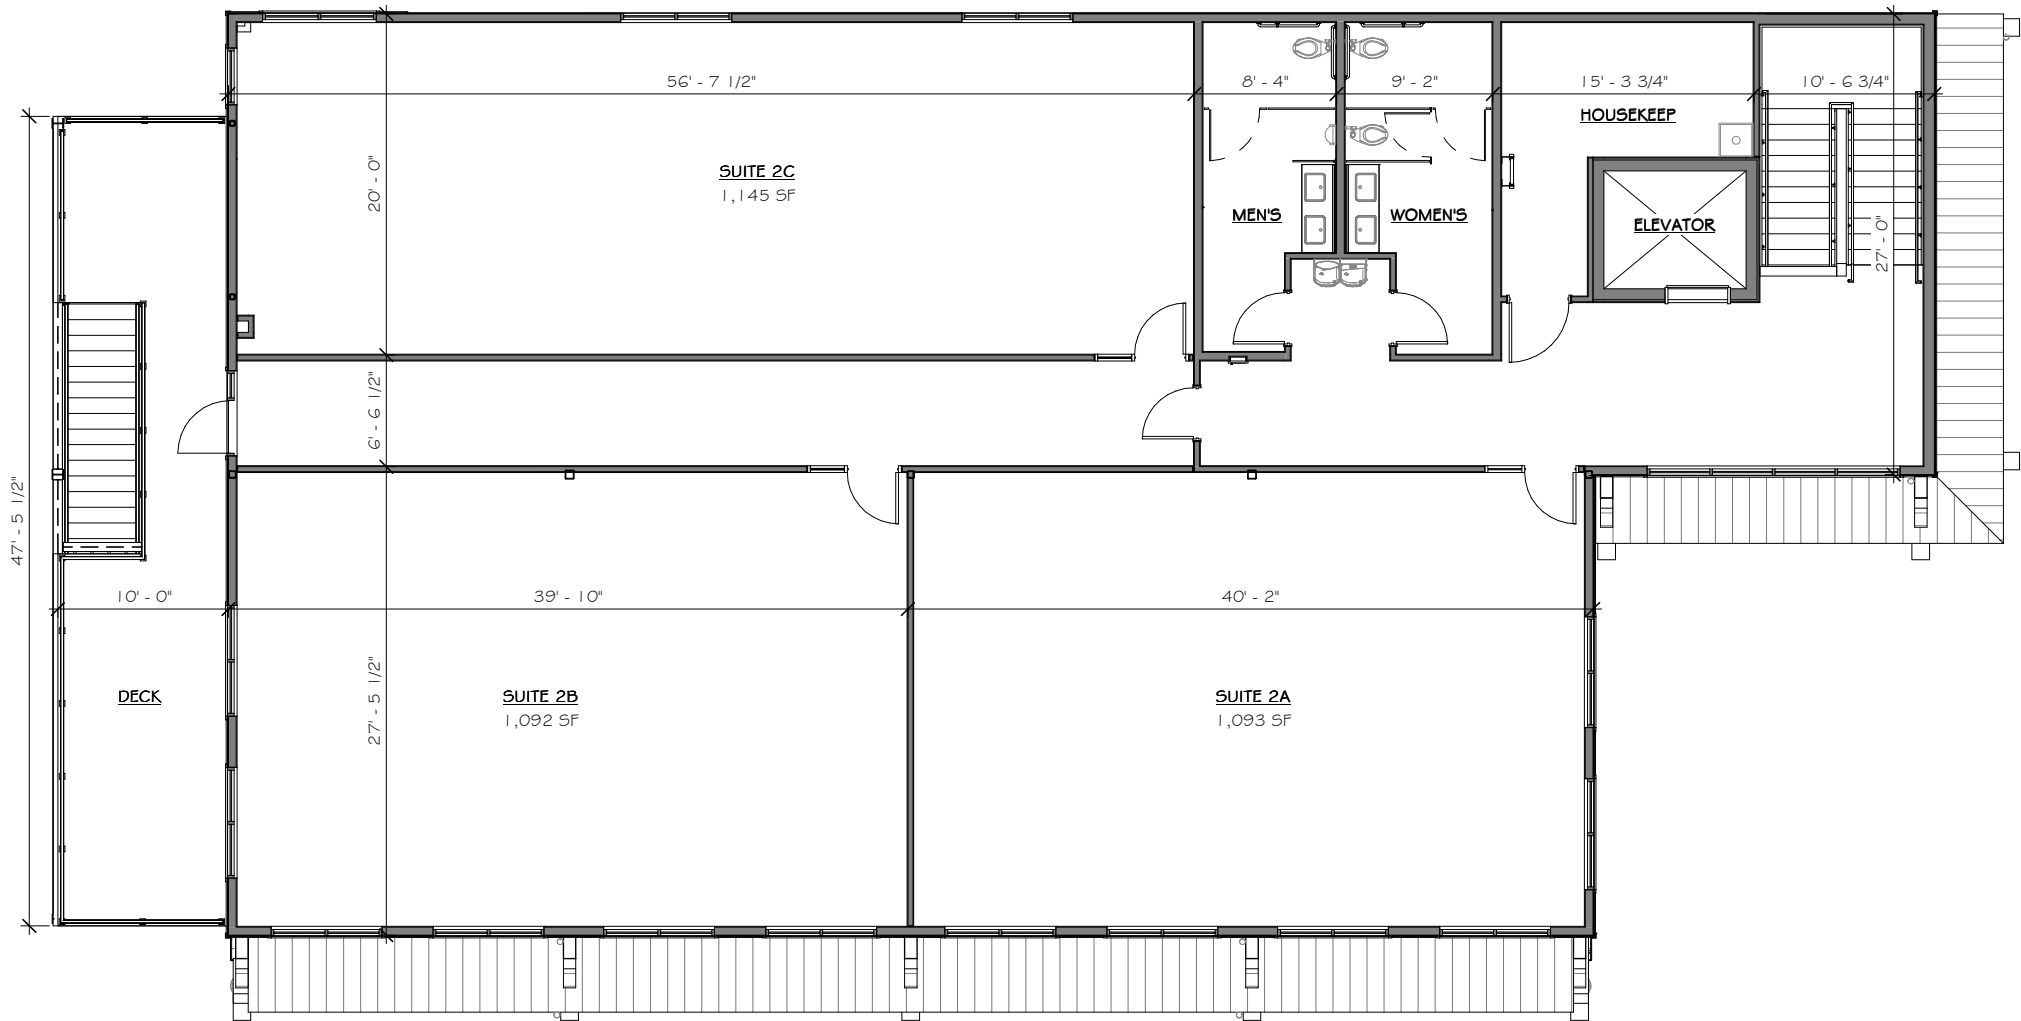 56' - 7 1/2"
8' - 4"
9' - 2"
15' - 3 3/4"
10' - 6 3/4"
HOUSEKEEP
SUITE 2C
1,145 SF
20' - 0"
MEN'S
WOMEN'S
ELEVATOR
27' - 0"
6' - 6 1/2"
47' - 5 1/2"
10' - 0"
39' - 10"
40' - 2"
DECK
27' - 5 1/2"
SUITE 2B
1,092 SF
SUITE 2A
1,093 SF